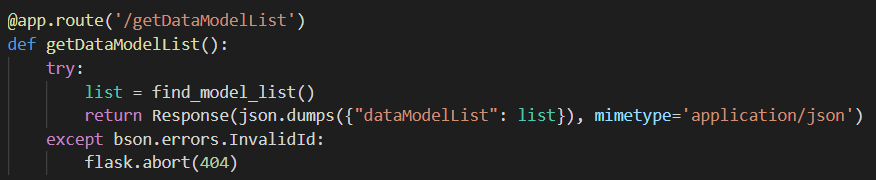 @app.route('/getDataModelList')
def getDataModelList():
    try:
        list = find_model_list()
        return Response(json.dumps({"dataModelList": list}), mimetype='application/json')
    except bson.errors.InvalidId:
        flask.abort(404)